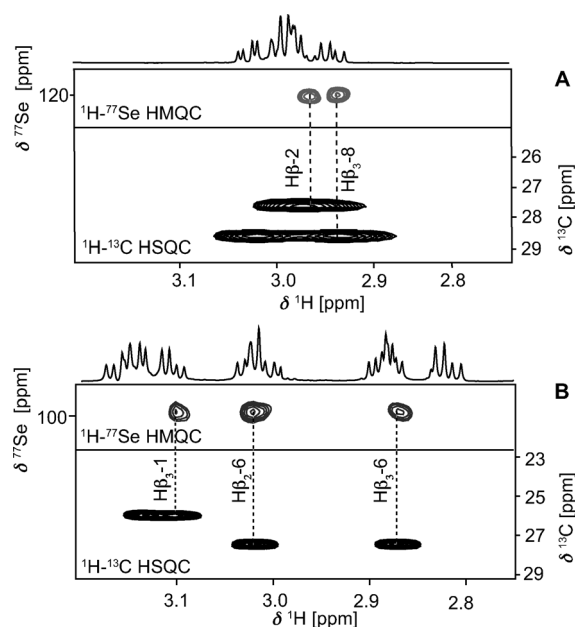 A
δ ⁷⁷Se [ppm]
120
¹H-⁷⁷Se HMQC
Hβ-2
Hβ₃-8
26
27
28
29
δ ¹³C [ppm]
¹H-¹³C HSQC
3.1
3.0
2.9
2.8
δ ¹H [ppm]
B
δ ⁷⁷Se [ppm]
100
¹H-⁷⁷Se HMQC
Hβ₃-1
Hβ₂-6
Hβ₃-6
23
25
27
29
δ ¹³C [ppm]
¹H-¹³C HSQC
3.1
3.0
2.9
2.8
δ ¹H [ppm]